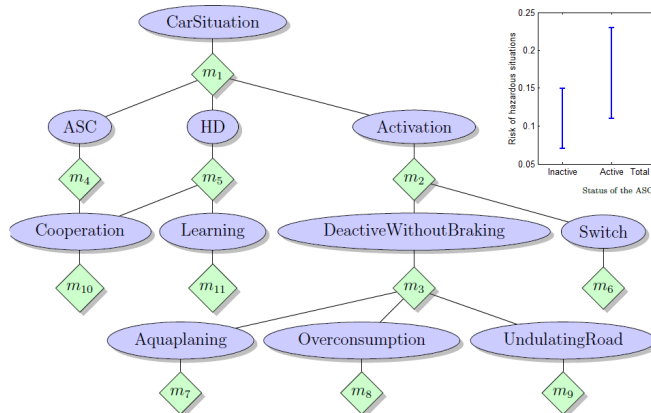 CarSituation
m1
ASC
HD
Activation
m4
m5
m2
Cooperation
Learning
DeactiveWithoutBraking
Switch
m10
m11
m3
m6
Aquaplaning
Overconsumption
UndulatingRoad
m7
m8
m9
Risk of hazardous situations
0.25
0.2
0.15
0.1
0.05
Inactive Active Total
Status of the ASC